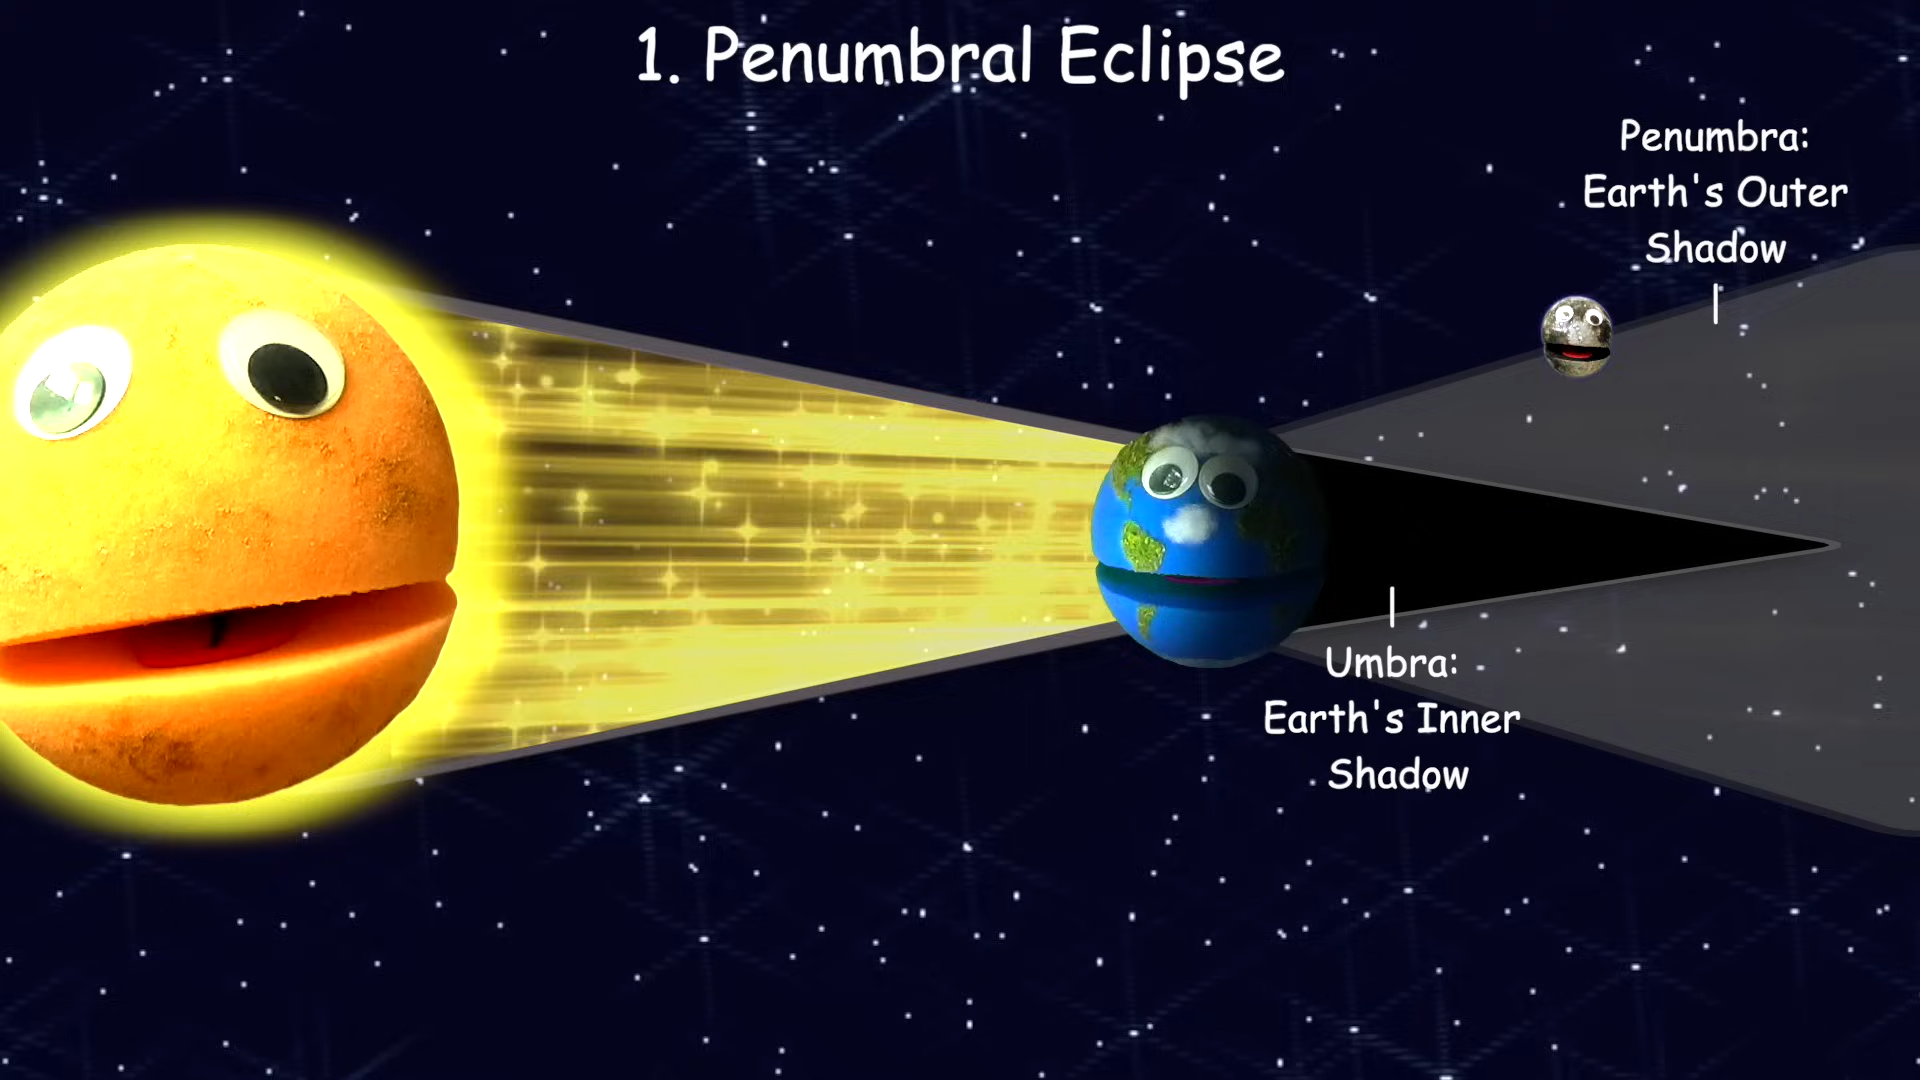 1. Penumbral Eclipse
Penumbra:
Earth's Outer
Shadow
Umbra:
Earth's Inner
Shadow